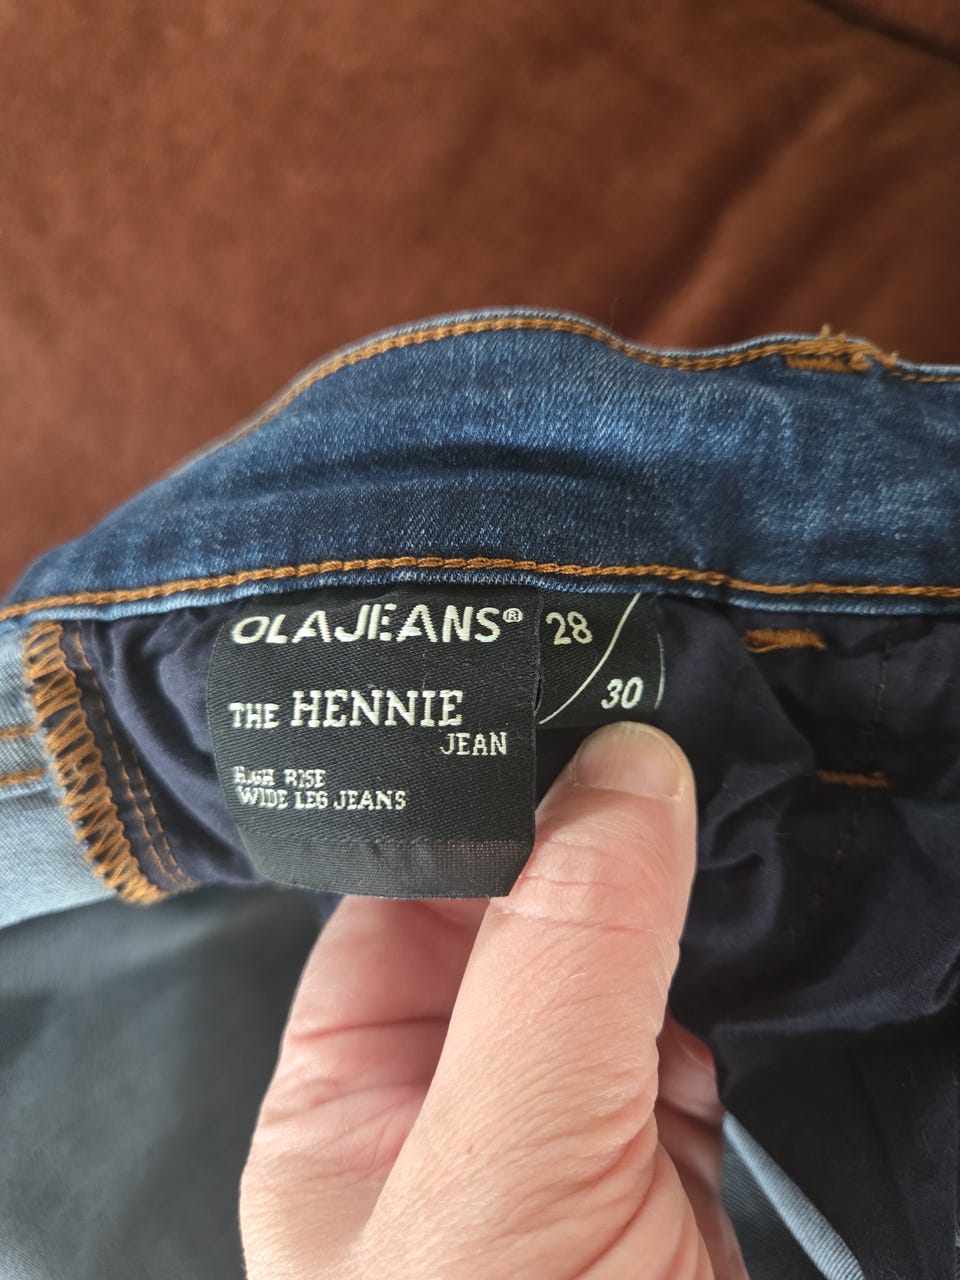 OLAJEANS®
28
30
THE HENNIE
JEAN
HIGH RISE
WIDE LEG JEANS